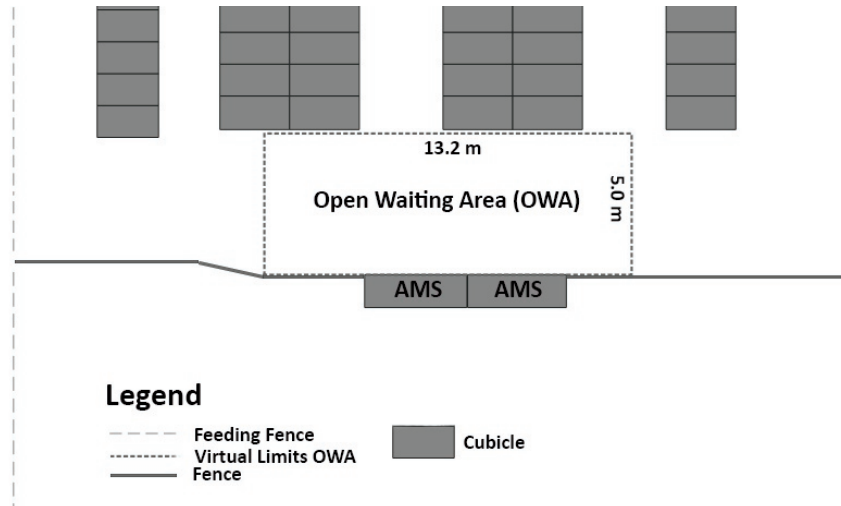 13.2 m
Open Waiting Area (OWA)
5.0 m
AMS
AMS
Legend
Feeding Fence
Virtual Limits OWA
Fence
Cubicle